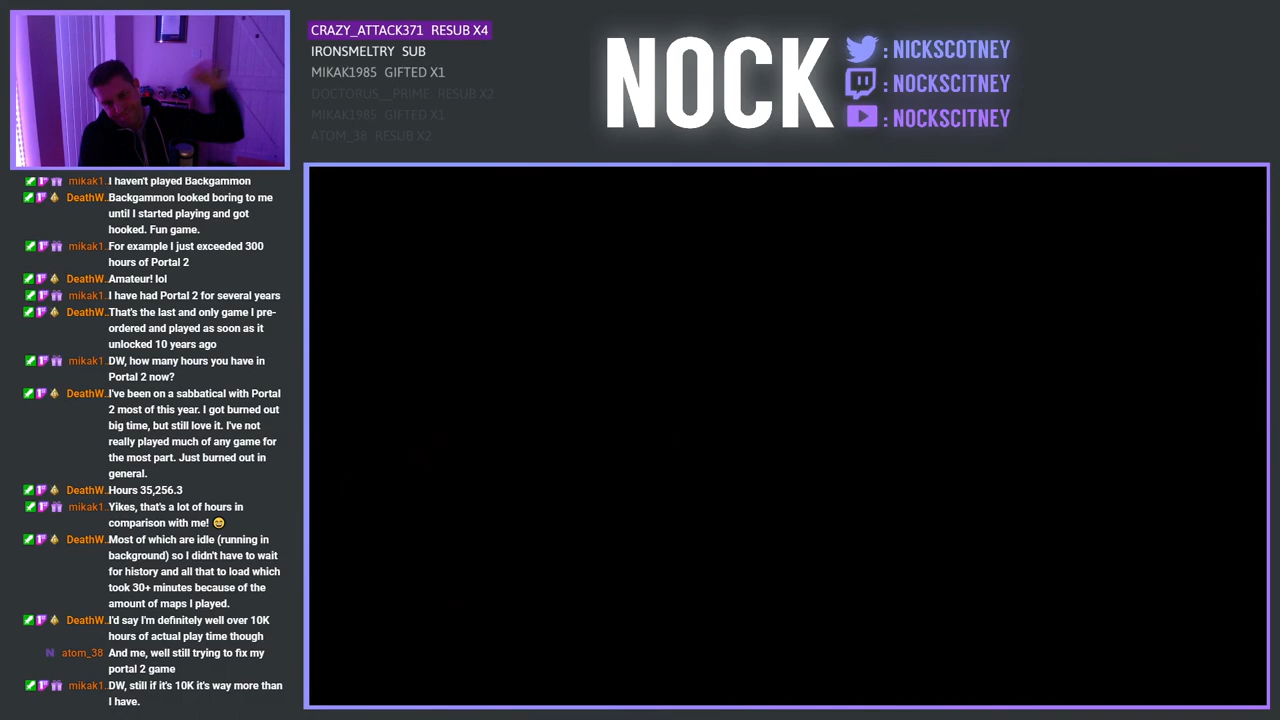 CRAZY_ATTACK371 RESUB X4
IRONSMELTRY SUB
MIKAK1985 GIFTED X1
DOCTORUS__PRIME RESUB X2
MIKAK1985 GIFTED X1
ATOM_38 RESUB X2
NOCK
: NICKSCOTNEY
: NOCKSCITNEY
: NOCKSCITNEY
mikak1.. I haven't played Backgammon
DeathW.. Backgammon looked boring to me
until I started playing and got
hooked. Fun game.
mikak1.. For example I just exceeded 300
hours of Portal 2
DeathW.. Amateur! lol
mikak1.. I have had Portal 2 for several years
DeathW.. That's the last and only game I pre-
ordered and played as soon as it
unlocked 10 years ago
mikak1.. DW, how many hours you have in
Portal 2 now?
DeathW.. I've been on a sabbatical with Portal
2 most of this year. I got burned out
big time, but still love it. I've not
really played much of any game for
the most part. Just burned out in
general.
DeathW.. Hours 35,256.3
mikak1.. Yikes, that's a lot of hours in
comparison with me! 😄
DeathW.. Most of which are idle (running in
background) so I didn't have to wait
for history and all that to load which
took 30+ minutes because of the
amount of maps I played.
DeathW.. I'd say I'm definitely well over 10K
hours of actual play time though
N atom_38 And me, well still trying to fix my
portal 2 game
mikak1.. DW, still if it's 10K it's way more than
I have.